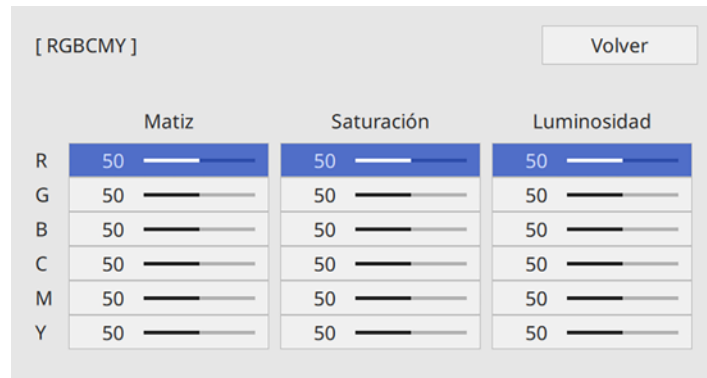 [ RGBCMY ] Volver
Matiz Saturación Luminosidad
R 50 50 50
G 50 50 50
B 50 50 50
C 50 50 50
M 50 50 50
Y 50 50 50